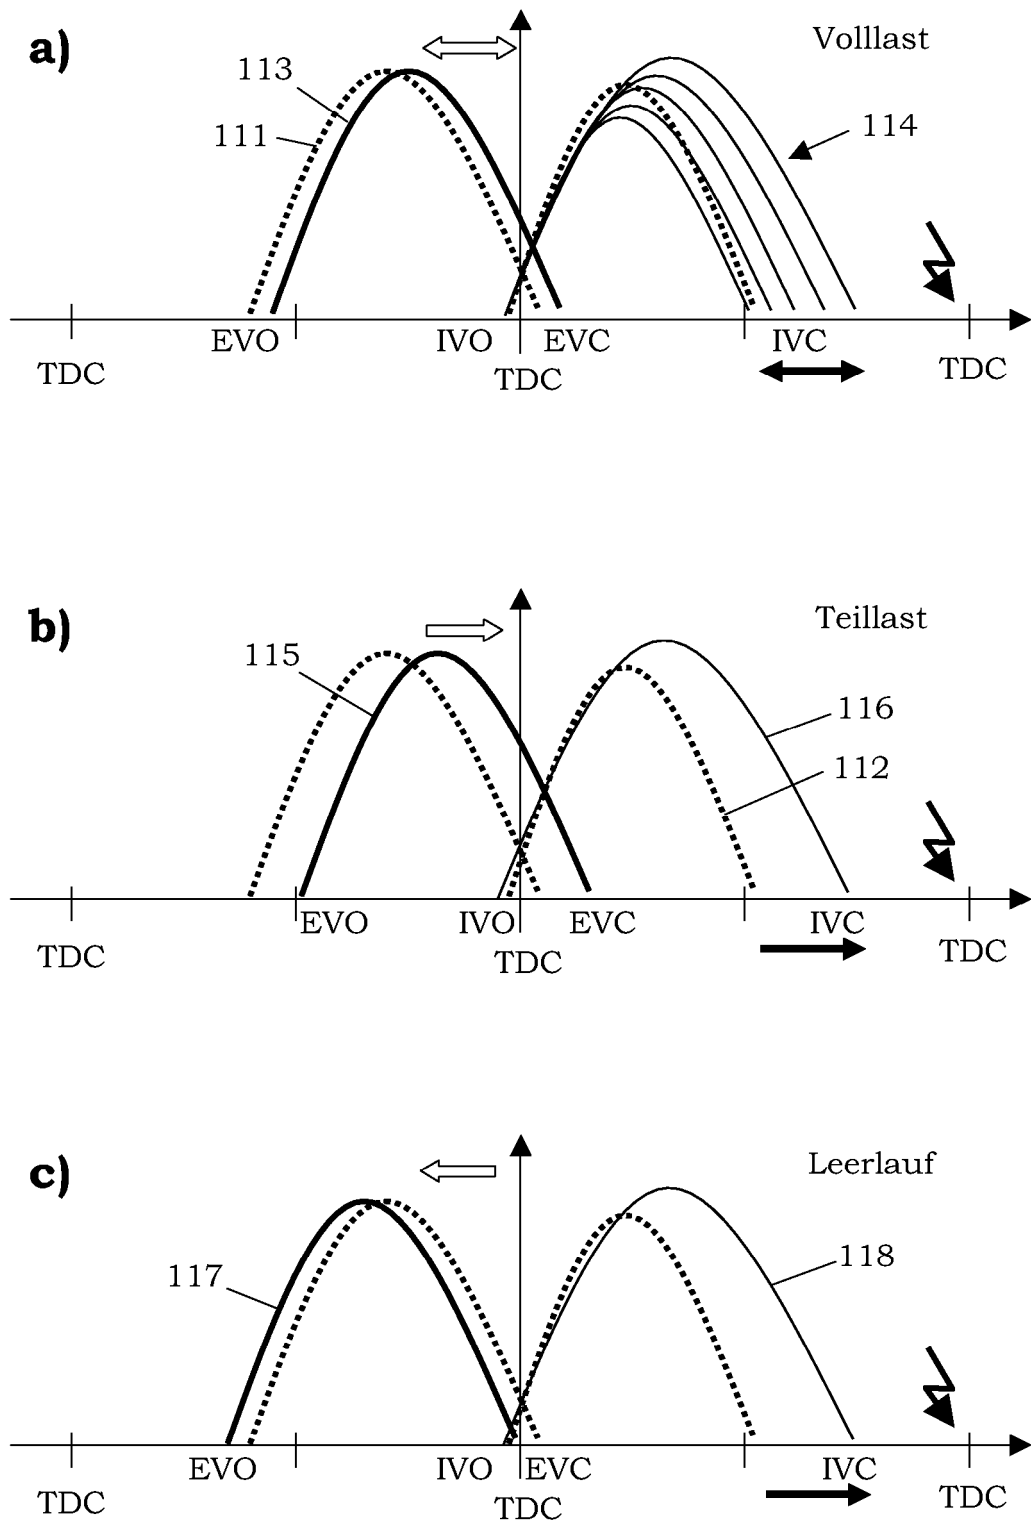 a)
Volllast
113
111
114
EVO
IVO
EVC
IVC
TDC
TDC
TDC
b)
Teillast
115
116
112
EVO
IVO
EVC
IVC
TDC
TDC
TDC
c)
Leerlauf
117
118
EVO
IVO
EVC
IVC
TDC
TDC
TDC